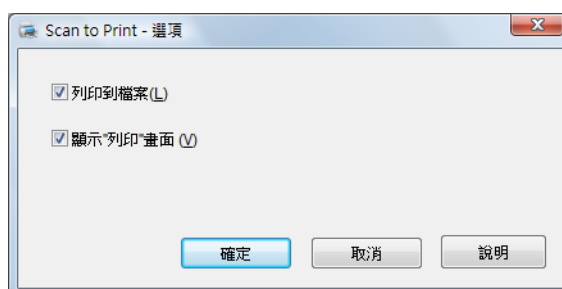 Scan to Print - 選項
列印到檔案(L)
顯示"列印"畫面 (V)
確定 取消 說明